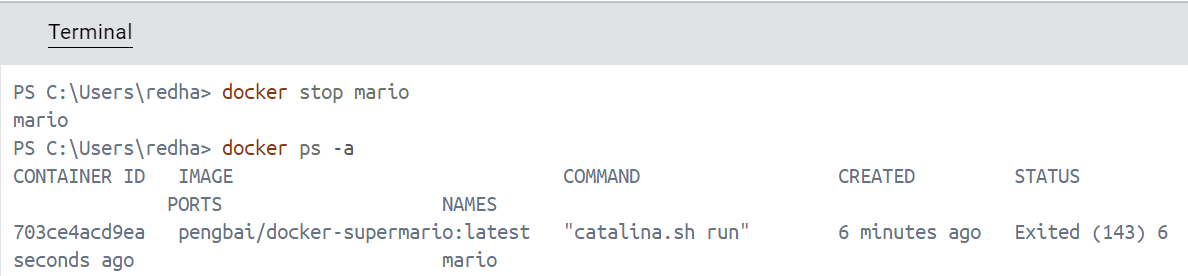 Terminal
PS C:\Users\redha> docker stop mario
mario
PS C:\Users\redha> docker ps -a
CONTAINER ID   IMAGE                              COMMAND                  CREATED         STATUS
              PORTS                    NAMES
703ce4acd9ea   pengbai/docker-supermario:latest   "catalina.sh run"        6 minutes ago   Exited (143) 6
seconds ago                            mario